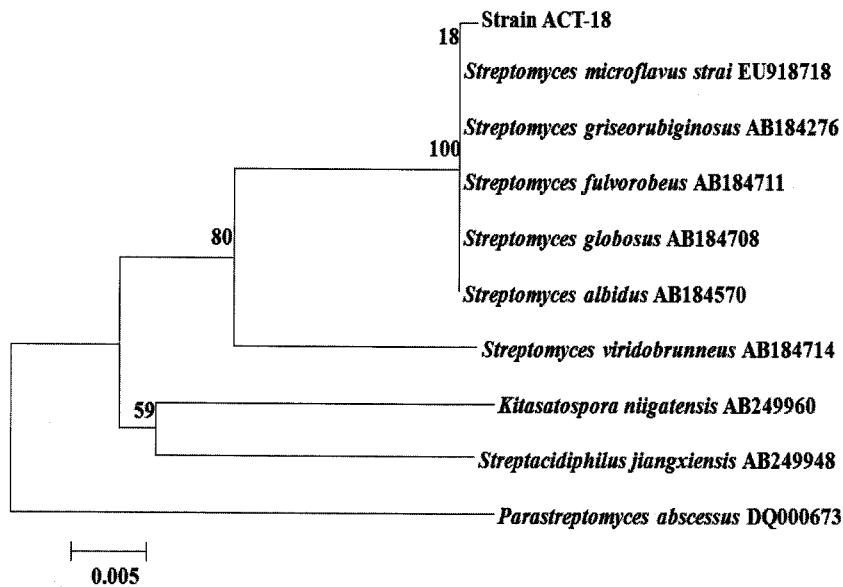 Strain ACT-18
18
Streptomyces microflavus strai EU918718
Streptomyces griseorubiginosus AB184276
100
Streptomyces fulvorobeus AB184711
80
Streptomyces globosus AB184708
Streptomyces albidus AB184570
Streptomyces viridobrunneus AB184714
59
Kitasatospora niigatensis AB249960
Streptacidiphilus jiangxiensis AB249948
Parastreptomyces abscessus DQ000673
0.005